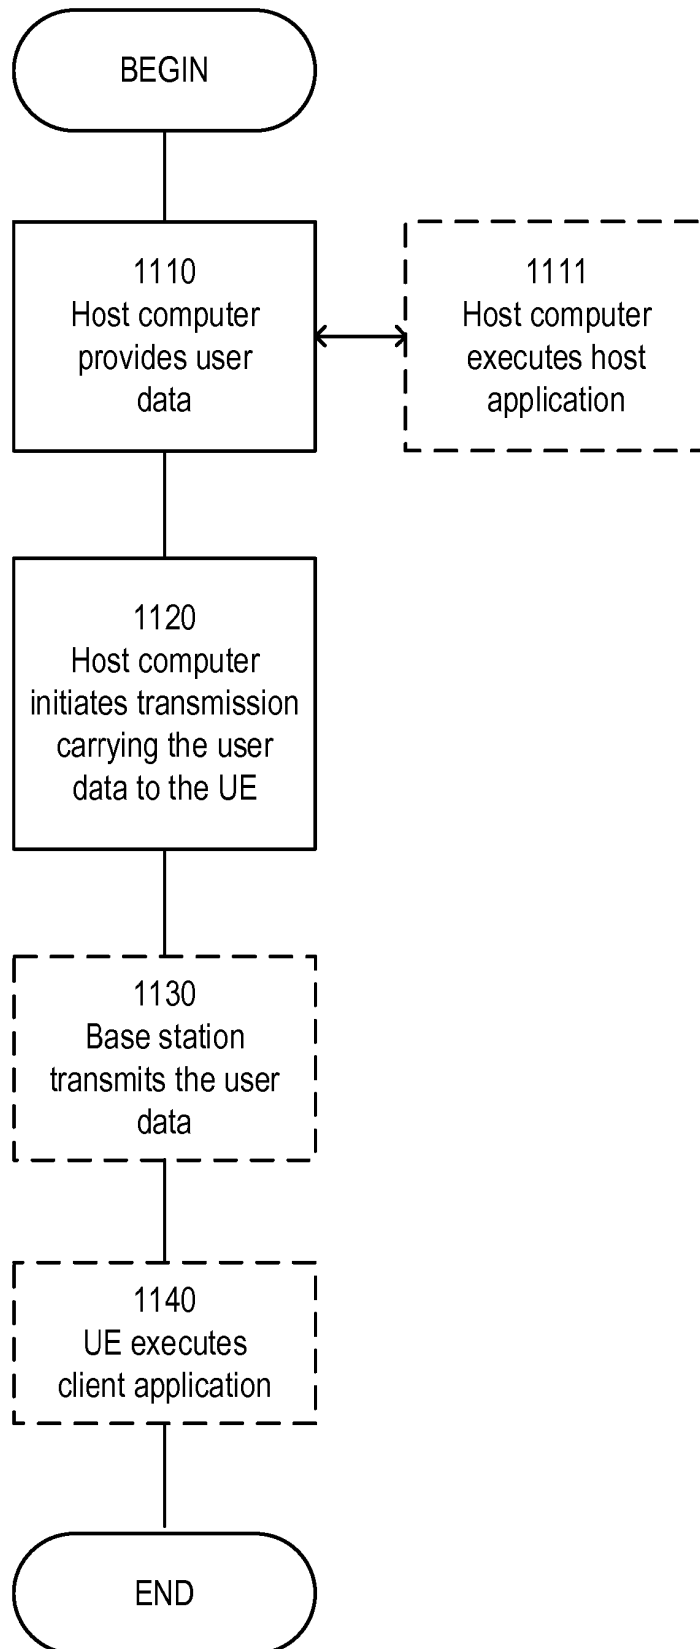 BEGIN
1110
Host computer
provides user
data
1111
Host computer
executes host
application
1120
Host computer
initiates transmission
carrying the user
data to the UE
1130
Base station
transmits the user
data
1140
UE executes
client application
END